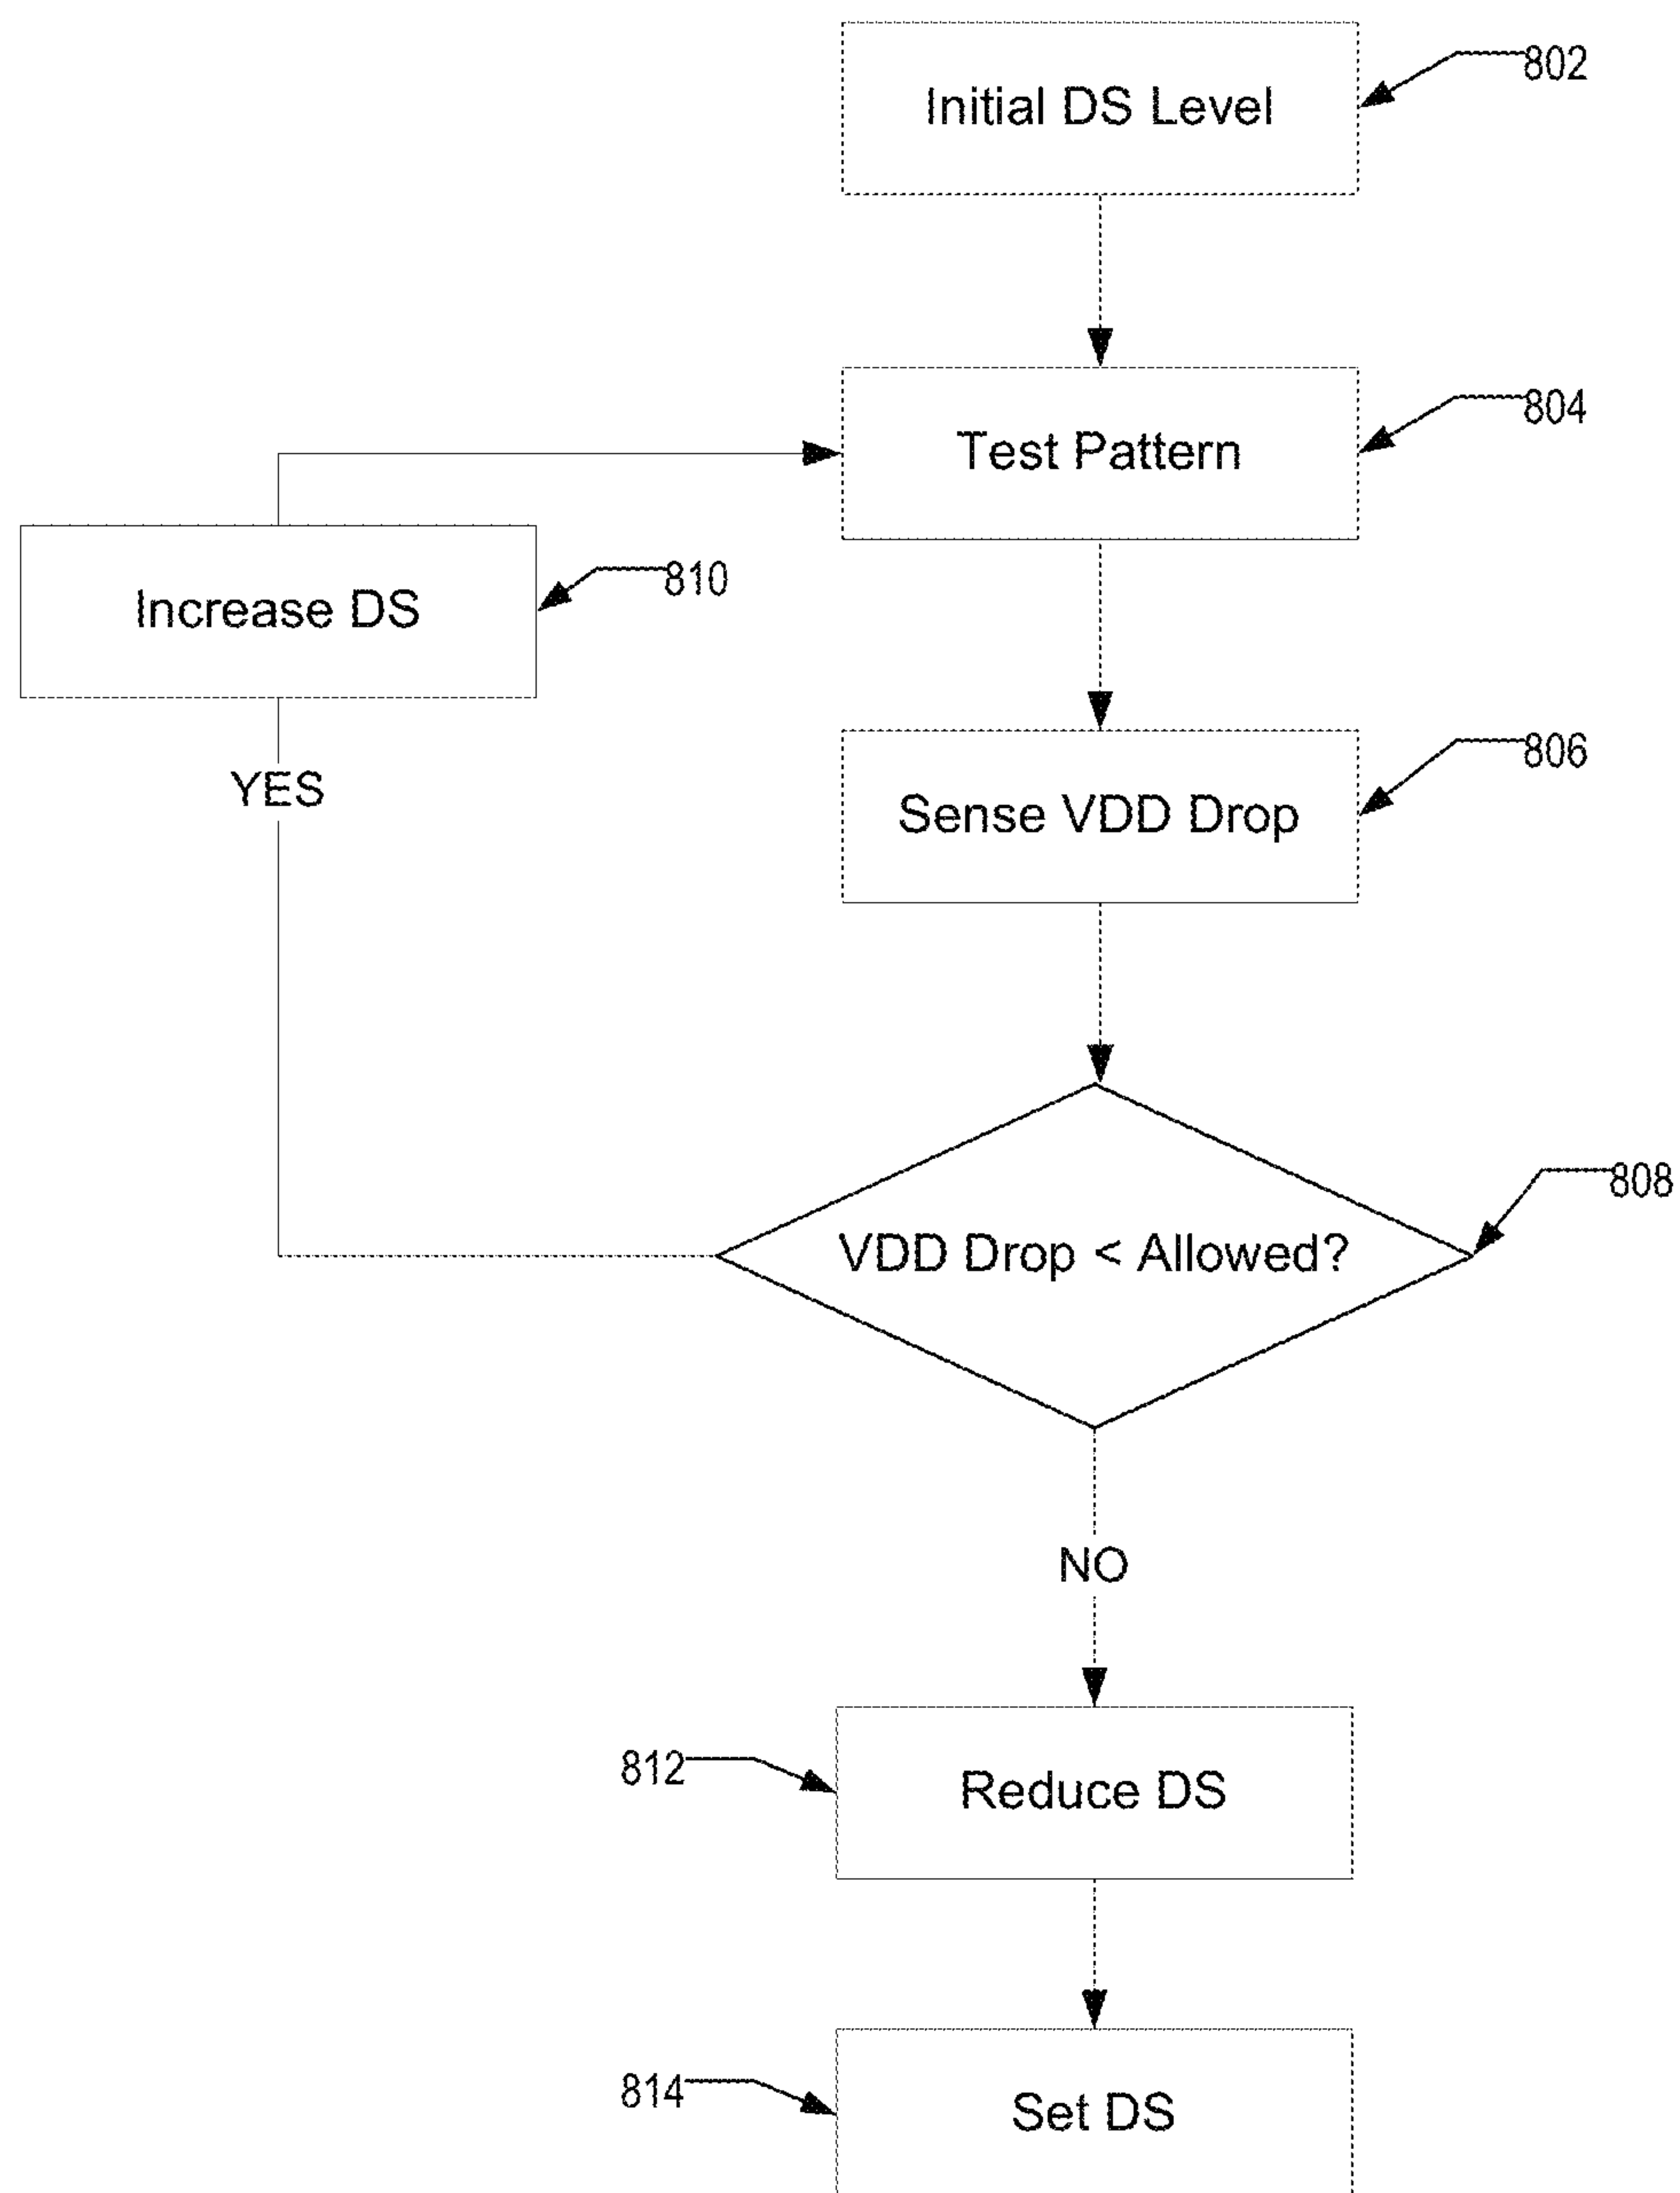 Initial DS Level
802
Test Pattern
804
Increase DS
810
YES
Sense VDD Drop
806
VDD Drop < Allowed?
808
NO
812
Reduce DS
814
Set DS